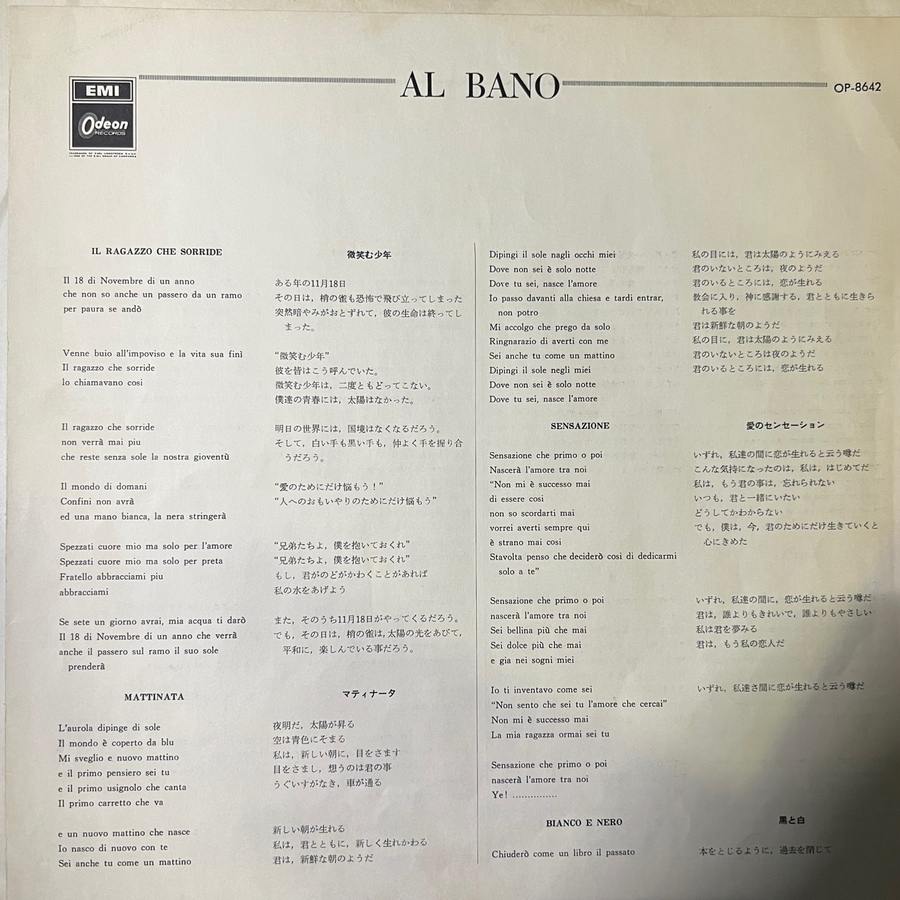 EMI
Odeon
RECORDS
AL BANO
OP-8642
IL RAGAZZO CHE SORRIDE
Il 18 di Novembre di un anno
che non so anche un passero da un ramo
per paura se andò
Venne buio all'impoviso e la vita sua finì
Il ragazzo che sorride
lo chiamavano cosi
Il ragazzo che sorride
non verrà mai piu
che reste senza sole la nostra gioventù
Il mondo di domani
Confini non avrà
ed una mano bianca, la nera stringerà
Spezzati cuore mio ma solo per l'amore
Spezzati cuore mio ma solo per preta
Fratello abbracciami piu
abbracciami
Se sete un giorno avrai, mia acqua ti darò
Il 18 di Novembre di un anno che verrà
anche il passero sul ramo il suo sole
prenderà
微笑む少年
ある年の11月18日
その日は，梢の雀も恐怖で飛び立ってしまった
突然暗やみがおとずれて，彼の生命は終ってし
まった。
“微笑む少年”
彼を皆はこう呼んでいた。
微笑む少年は，二度ともどってこない。
僕達の青春には，太陽はなかった。
明日の世界には，国境はなくなるだろう。
そして，白い手も黒い手も，仲よく手を握り合
うだろう。
“愛のためにだけ悩もう！”
“人へのおもいやりのためにだけ悩もう”
“兄弟たちよ，僕を抱いておくれ”
“兄弟たちよ，僕を抱いておくれ”
もし，君がのどがかわくことがあれば
私の水をあげよう
また，そのうち11月18日がやってくるだろう。
でも，その日は，梢の雀は，太陽の光をあびて，
平和に，楽しんでいる事だろう。
MATTINATA
L'aurola dipinge di sole
Il mondo è coperto da blu
Mi sveglio e nuovo mattino
e il primo pensiero sei tu
e il primo usignolo che canta
Il primo carretto che va
e un nuovo mattino che nasce
Io nasco di nuovo con te
Sei anche tu come un mattino
マティナータ
夜明だ，太陽が昇る
空は青色にそまる
私は，新しい朝に，目をさます
目をさまし，想うのは君の事
うぐいすがなき，車が通る
新しい朝が生れる
私は，君とともに，新しく生れかわる
君は，新鮮な朝のようだ
Dipingi il sole nagli occhi miei
Dove non sei è solo notte
Dove tu sei, nasce l'amore
Io passo davanti alla chiesa e tardi entrar,
non potro
Mi accolgo che prego da solo
Ringnarazio di averti con me
Sei anche tu come un mattino
Dipingi il sole negli miei
Dove non sei è solo notte
Dove tu sei, nasce l'amore
私の目には，君は太陽のようにみえる
君のいないところは，夜のようだ
君のいるところには，恋が生れる
教会に入り，神に感謝する，君とともに生きら
れる事を
君は新鮮な朝のようだ
私の目に，君は太陽のようにみえる
君のいないところは夜のようだ
君のいるところには，恋が生れる
SENSAZIONE
Sensazione che primo o poi
Nascerà l'amore tra noi
“Non mi è successo mai
di essere cosi
non so scordarti mai
vorrei averti sempre qui
è strano mai cosi
Stavolta penso che deciderò cosi di dedicarmi
solo a te”
Sensazione che primo o poi
nascerà l'amore tra noi
Sei bellina più che mai
Sei dolce più che mai
e gia nei sogni miei
Io ti inventavo come sei
“Non sento che sei tu l'amore che cercai”
Non mi è successo mai
La mia ragazza ormai sei tu
Sensazione che primo o poi
nascerà l'amore tra noi
Ye! ...............
愛のセンセーション
いずれ，私達の間に恋が生れると云う噂だ
こんな気持になったのは，私は，はじめてだ
私は，もう君の事は，忘れられない
いつも，君と一緒にいたい
どうしてかわからない
でも，僕は，今，君のためにだけ生きていくと
心にきめた
いずれ，私達の間に，恋が生れると云う噂だ
君は，誰よりもきれいで，誰よりもやさしい
私は君を夢みる
君は，もう私の恋人だ
いずれ，私達さ間に恋が生れると云う噂だ
BIANCO E NERO
Chiuderò come un libro il passato
黒と白
本をとじるように，過去を閉じて